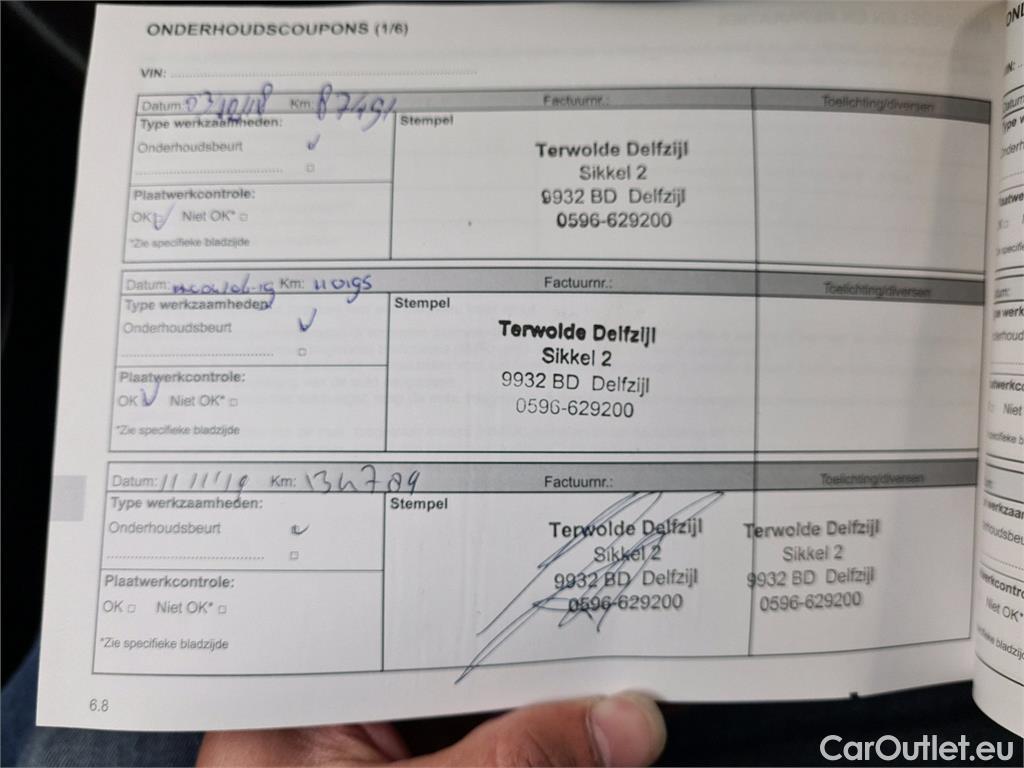 ONDERHOUDSCOUPONS (1/6)
VIN:
Datum: 03/12/18 Km: 87491 Factuurnr.: Toelichting/diversen
Type werkzaamheden:
Onderhoudsbeurt
Stempel
Terwolde Delfzijl
Sikkel 2
9932 BD Delfzijl
0596-629200
Plaatwerkcontrole:
OK Niet OK*
*Zie specifieke bladzijde
Datum: Km: 110195 Factuurnr.: Toelichting/diversen
Type werkzaamheden:
Onderhoudsbeurt
Stempel
Terwolde Delfzijl
Sikkel 2
9932 BD Delfzijl
0596-629200
Plaatwerkcontrole:
OK Niet OK*
*Zie specifieke bladzijde
Datum: 11 11'19 Km: 134789 Factuurnr.: Toelichting/diversen
Type werkzaamheden:
Onderhoudsbeurt
Stempel
Terwolde Delfzijl
Sikkel 2
9932 BD Delfzijl
0596-629200
Terwolde Delfzijl
Sikkel 2
9932 BD Delfzijl
0596-629200
Plaatwerkcontrole:
OK Niet OK*
*Zie specifieke bladzijde
6.8
CarOutlet.eu